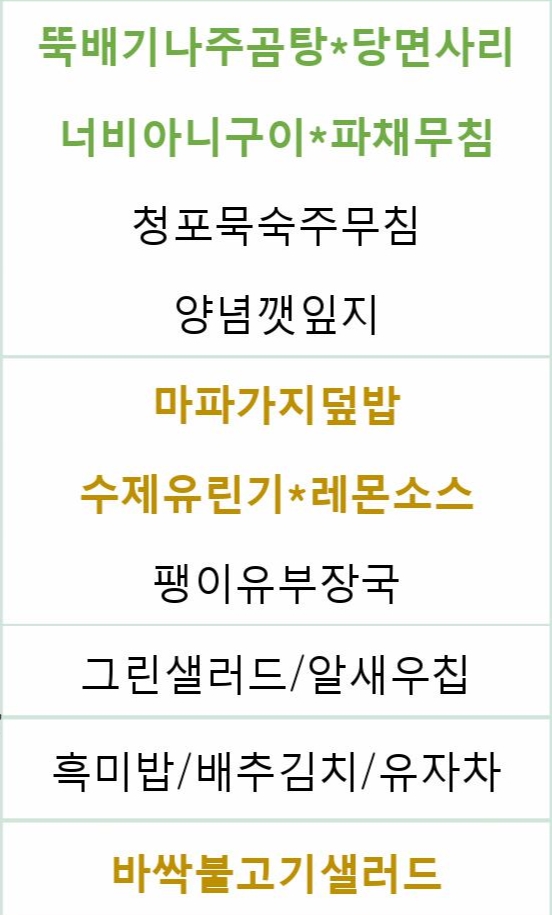 뚝배기나주곰탕*당면사리
너비아니구이*파채무침
청포묵숙주무침
양념깻잎지
마파가지덮밥
수제유린기*레몬소스
팽이유부장국
그린샐러드/알새우칩
흑미밥/배추김치/유자차
바싹불고기샐러드